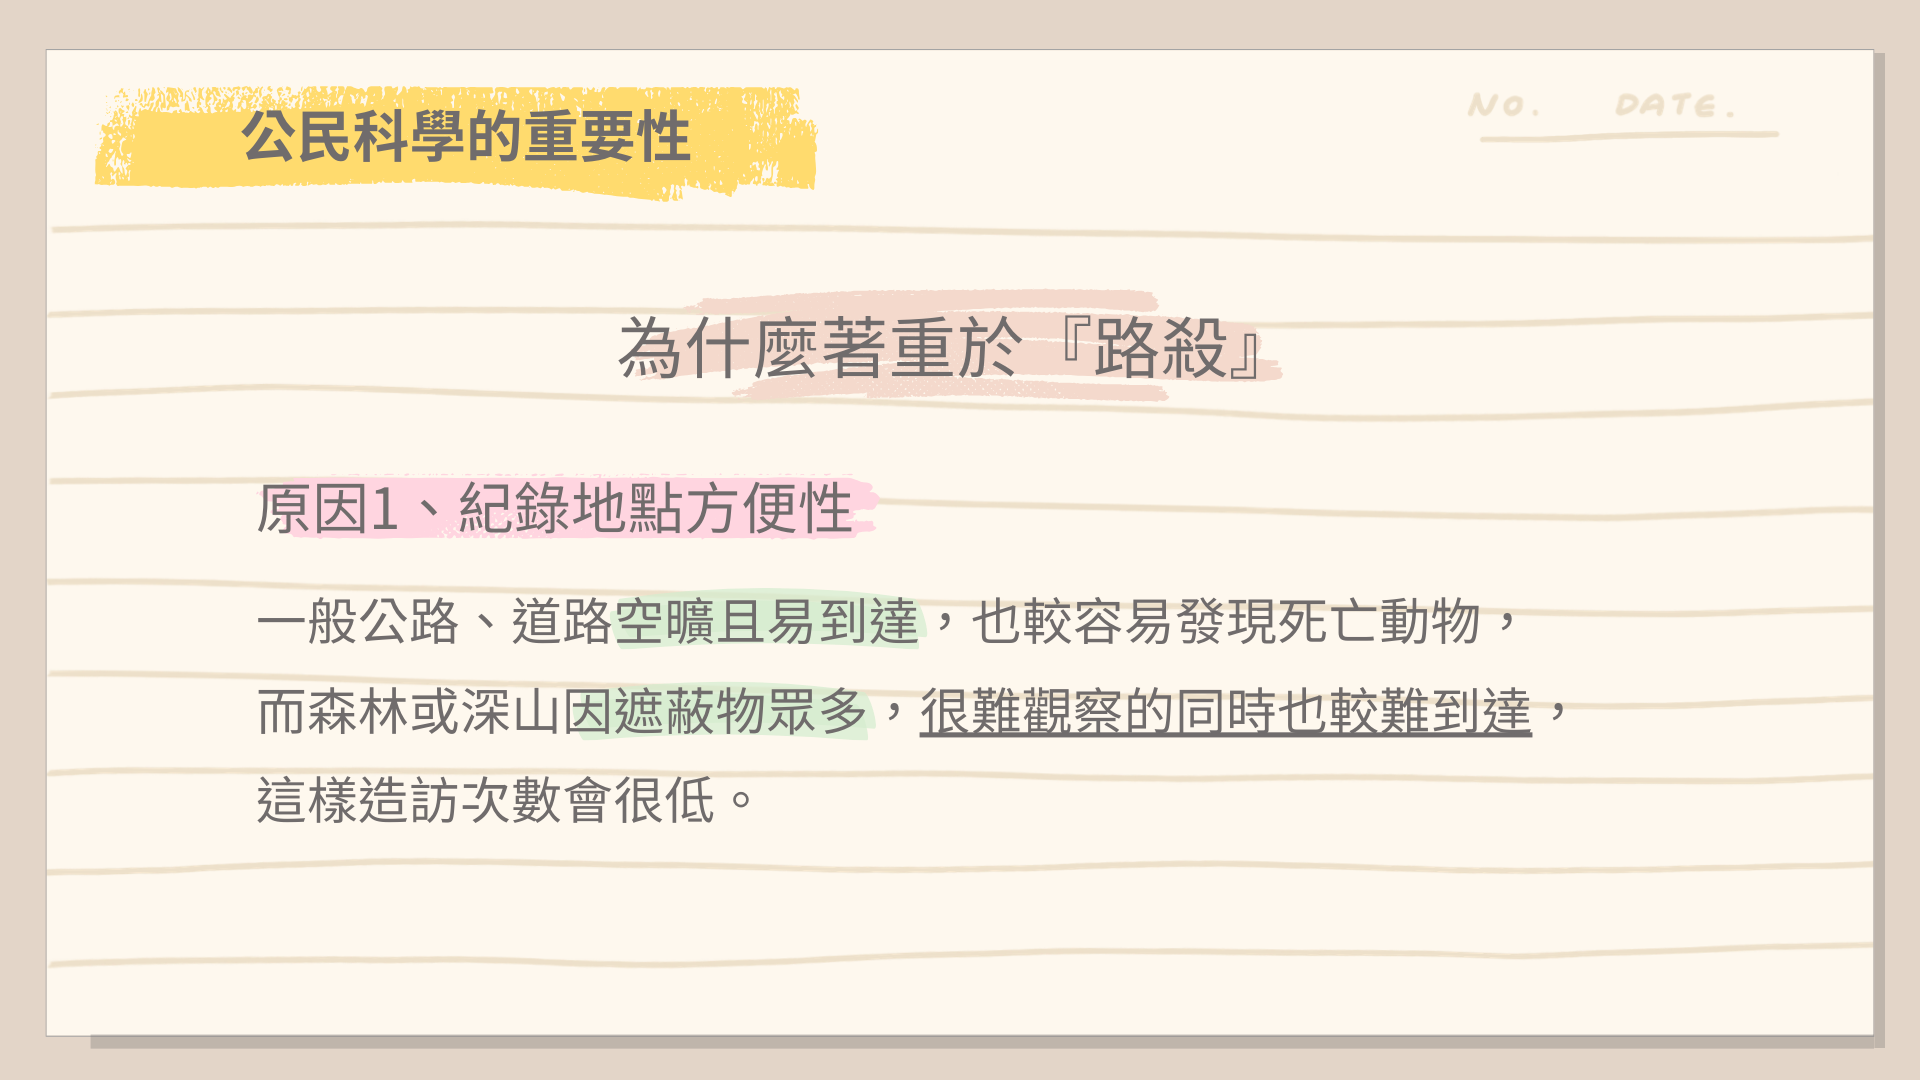 公民科學的重要性
NO. DATE.
為什麼著重於『路殺』
原因1、紀錄地點方便性
一般公路、道路空曠且易到達，也較容易發現死亡動物，
而森林或深山因遮蔽物眾多，很難觀察的同時也較難到達，
這樣造訪次數會很低。